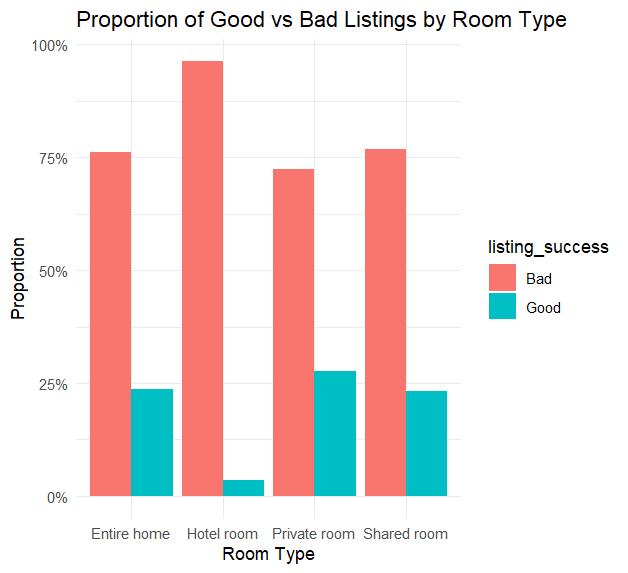 Proportion of Good vs Bad Listings by Room Type
100%
75%
50%
25%
0%
Proportion
Entire home
Hotel room
Private room
Shared room
Room Type
listing_success
Bad
Good